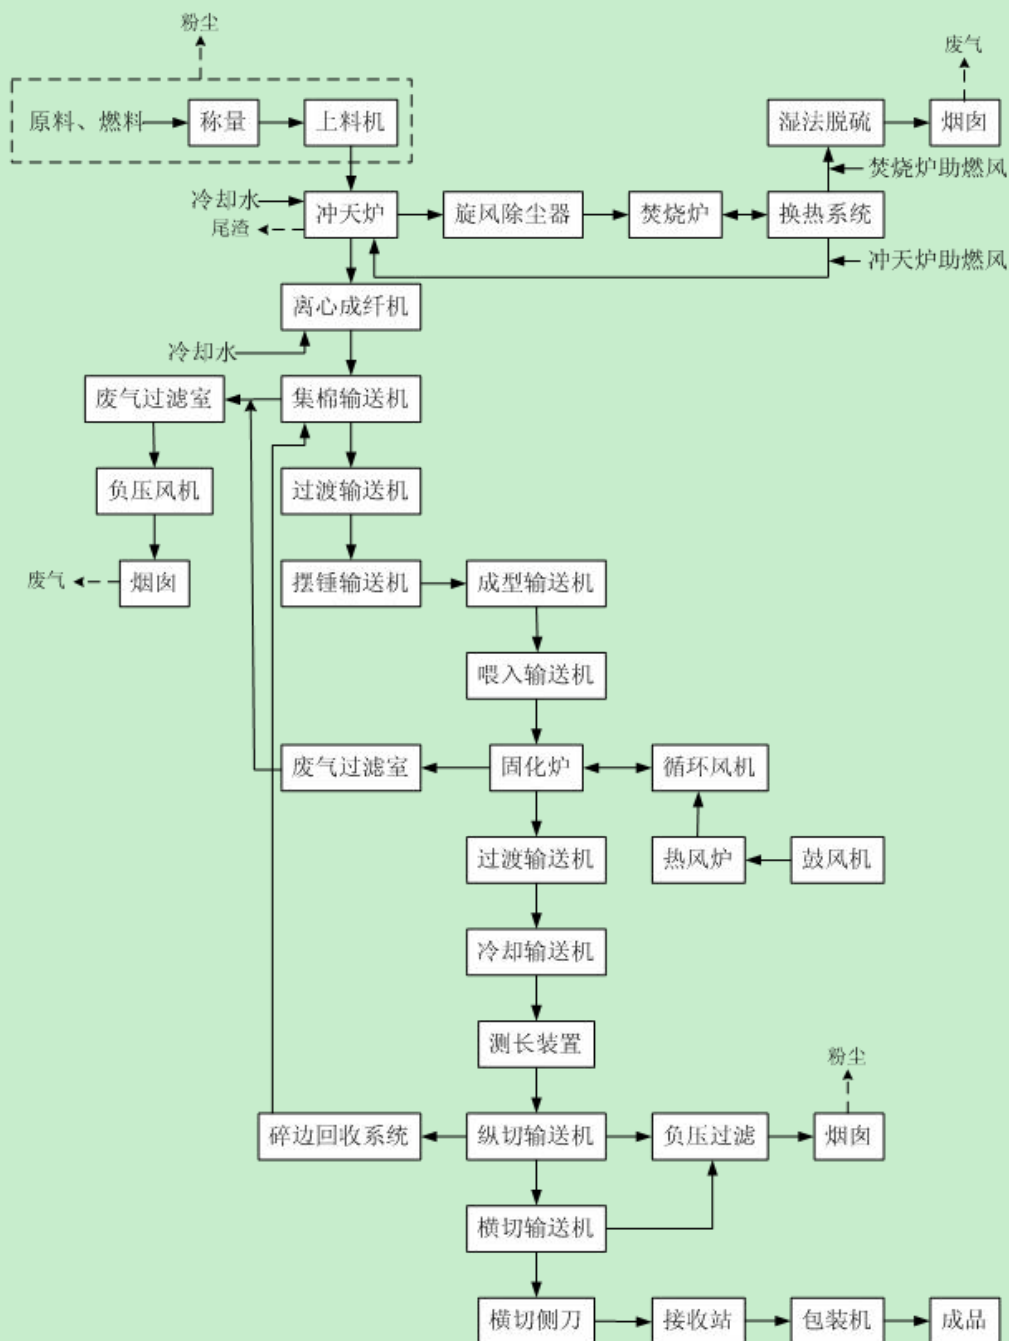 粉尘
废气
原料、燃料
称量
上料机
湿法脱硫
烟囱
焚烧炉助燃风
冷却水
尾渣
冲天炉
旋风除尘器
焚烧炉
换热系统
冲天炉助燃风
离心成纤机
冷却水
废气过滤室
集棉输送机
负压风机
过渡输送机
废气
烟囱
摆锤输送机
成型输送机
喂入输送机
废气过滤室
固化炉
循环风机
过渡输送机
热风炉
鼓风机
冷却输送机
测长装置
粉尘
碎边回收系统
纵切输送机
负压过滤
烟囱
横切输送机
横切侧刀
接收站
包装机
成品